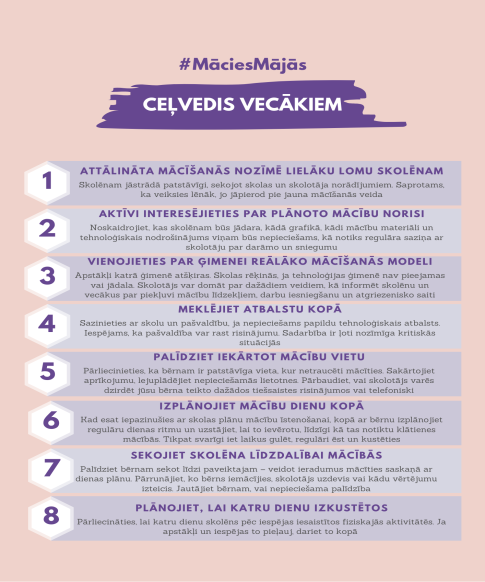 #MāciesMājās
CEĻVEDIS VECĀKIEM
1
ATTĀLINĀTA MĀCĪŠANĀS NOZĪMĒ LIELĀKU LOMU SKOLĒNAM
Skolēnam jāstrādā patstāvīgi, sekojot skolas un skolotāja norādījumiem. Saprotams,
ka veiksies lēnāk, jo jāpierod pie jauna mācīšanās veida
2
AKTĪVI INTERESĒJIETIES PAR PLĀNOTO MĀCĪBU NORISI
Noskaidrojiet, kas skolēnam būs jādara, kādā grafikā, kādi mācību materiāli un
tehnoloģiskais nodrošinājums viņam būs nepieciešams, kā notiks regulāra saziņa ar
skolotāju par darāmo un sniegumu
3
VIENOJIETIES PAR ĢIMENEI REĀLĀKO MĀCĪŠANĀS MODELI
Apstākļi katrā ģimenē atšķiras. Skolas rēķinās, ja tehnoloģijas ģimenē nav pieejamas
vai jādala. Skolotājs var domāt par dažādiem veidiem, kā informēt skolēnu un
vecākus par piekļuvi mācību līdzekļiem, darbu iesniegšanu un atgriezenisko saiti
4
MEKLĒJIET ATBALSTU KOPĀ
Sazinieties ar skolu un pašvaldību, ja nepieciešams papildu tehnoloģiskais atbalsts.
Iespējams, ka pašvaldība var rast risinājumu. Sadarbība ir ļoti nozīmīga kritiskās
situācijās
5
PALĪDZIET IEKĀRTOT MĀCĪBU VIETU
Pārliecinieties, ka bērnam ir patstāvīga vieta, kur netraucēti mācīties. Sakārtojiet
aprīkojumu, lejuplādējiet nepieciešamās lietotnes. Pārbaudiet, vai skolotājs varēs
dzirdēt jūsu bērna teikto dažādos tiešsaistes risinājumos vai telefoniski
6
IZPLĀNOJIET MĀCĪBU DIENU KOPĀ
Kad esat iepazinušies ar skolas plānu mācību īstenošanai, kopā ar bērnu izplānojiet
regulāru dienas ritmu un uzstājiet, lai to ievērotu, līdzīgi kā tas notiktu klātienes
mācībās. Tikpat svarīgi iet laikus gulēt, regulāri ēst un kustēties
7
SEKOJIET SKOLĒNA LĪDZDALĪBAI MĀCĪBĀS
Palīdziet bērnam sekot līdzi paveiktajam – veidot ieradumus mācīties saskaņā ar
dienas plānu. Pārrunājiet, ko bērns iemācījies, skolotājs uzdevis vai kādu vērtējumu
izteicis. Jautājiet bērnam, vai nepieciešama palīdzība
8
PLĀNOJIET, LAI KATRU DIENU IZKUSTĒTOS
Pārliecināties, lai katru dienu skolēns pēc iespējas iesaistītos fiziskajās aktivitātēs. Ja
apstākļi un iespējas to pieļauj, dariet to kopā